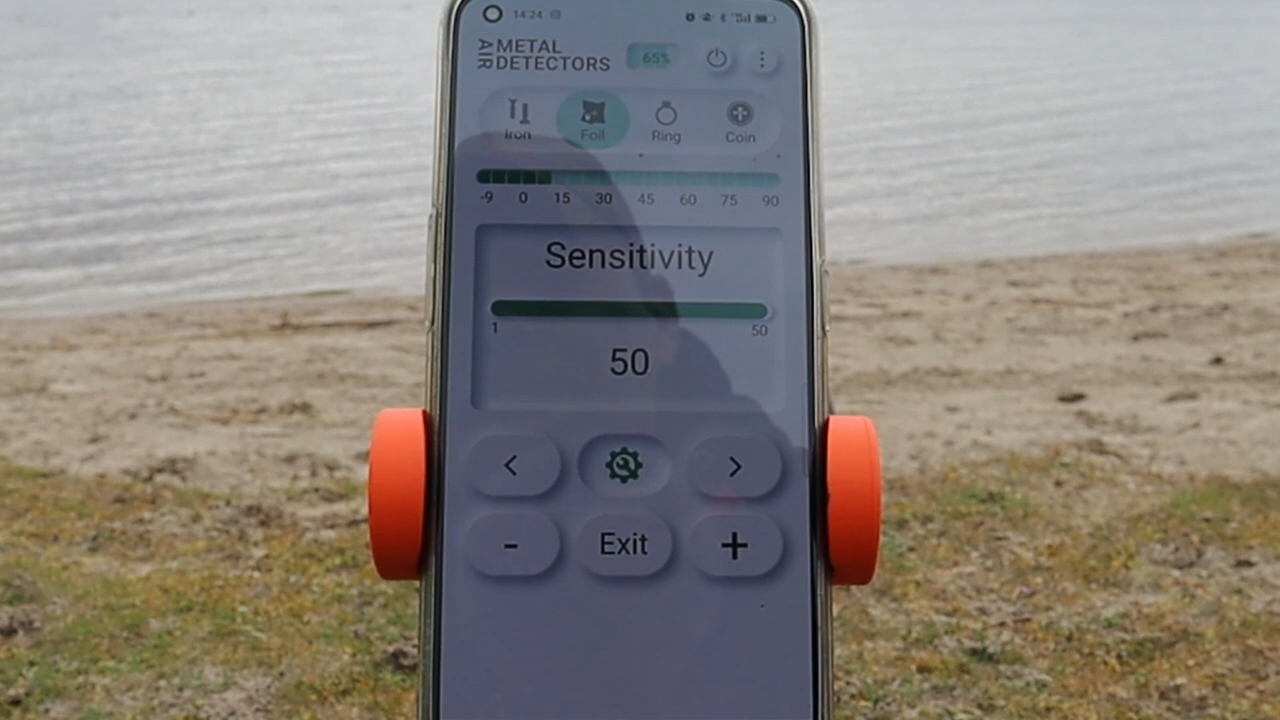 14:24
AIR METAL DETECTORS
65%
Iron Foil Ring Coin
-9 0 15 30 45 60 75 90
Sensitivity
1 50
50
< >
- Exit +